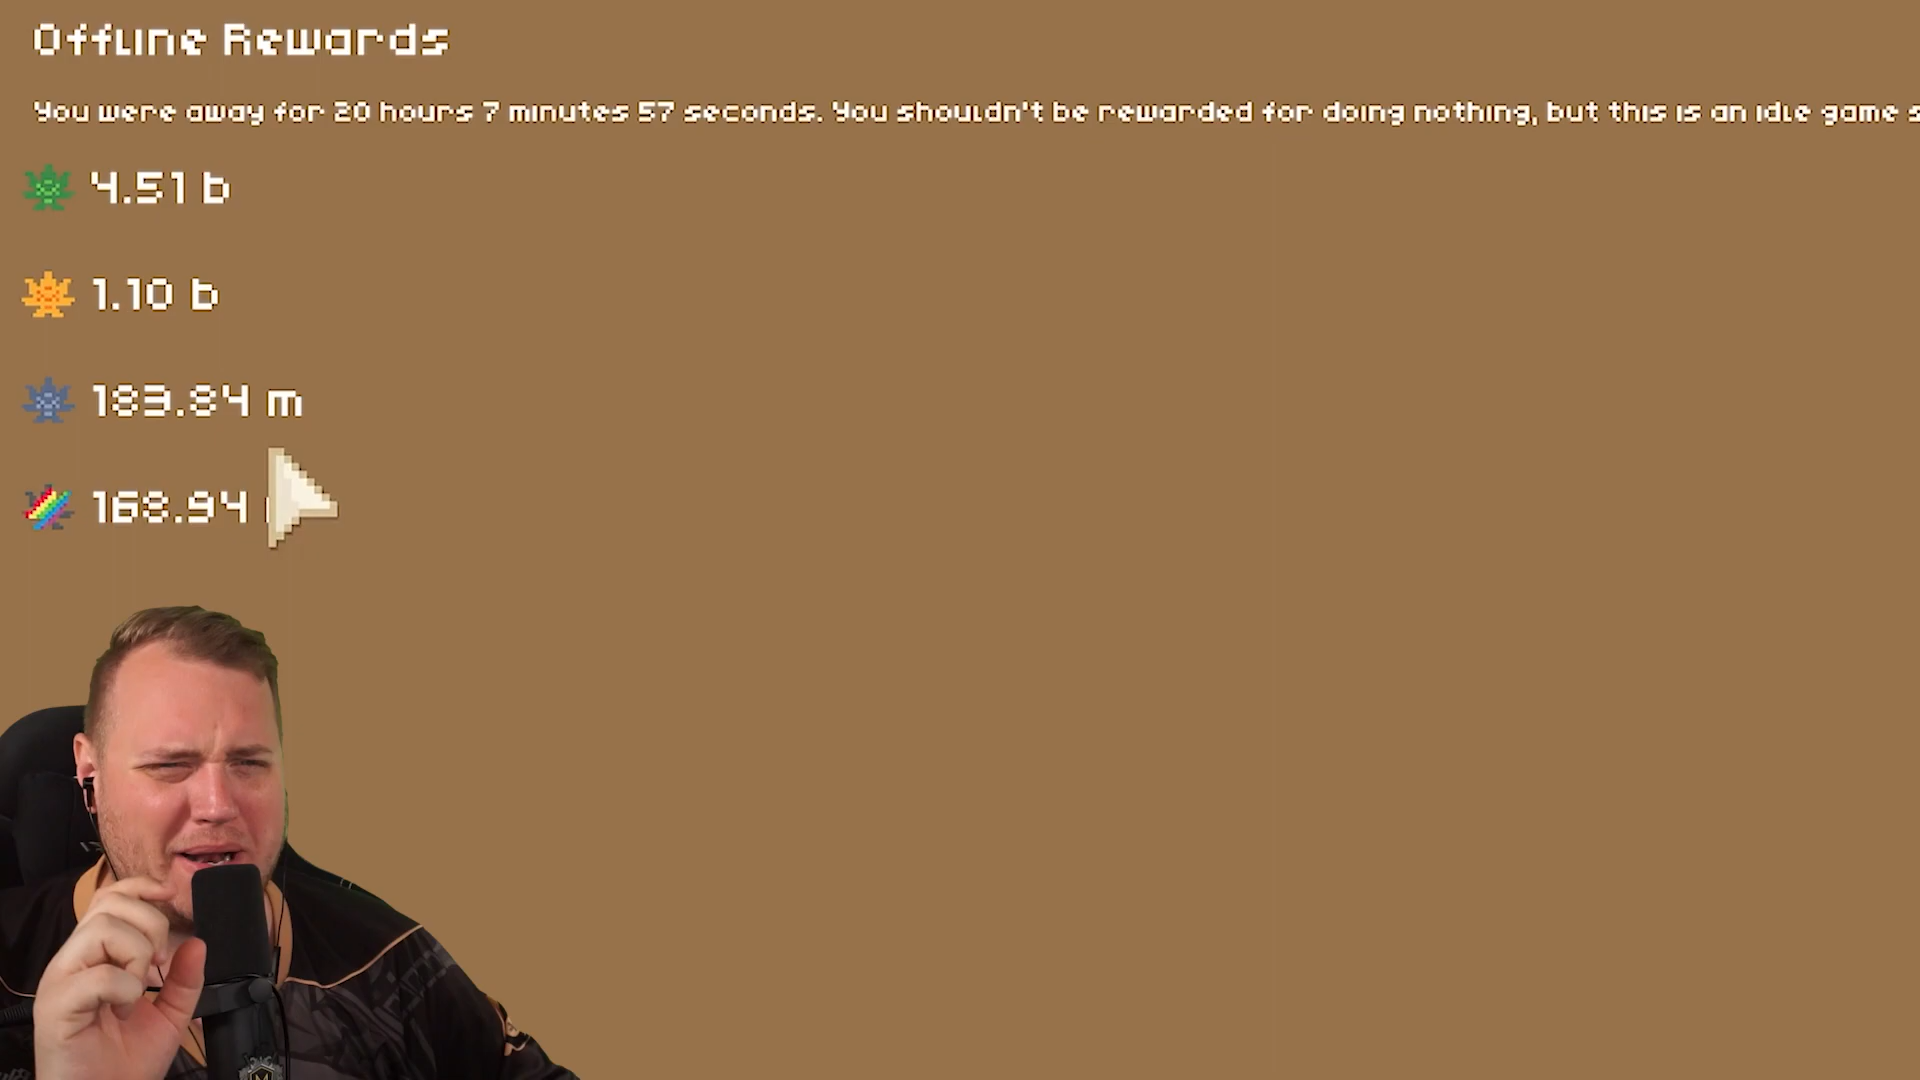 Offline Rewards
You were away for 20 hours 7 minutes 57 seconds. You shouldn't be rewarded for doing nothing, but this is an idle game
4.51 b
1.10 b
183.84 m
168.94